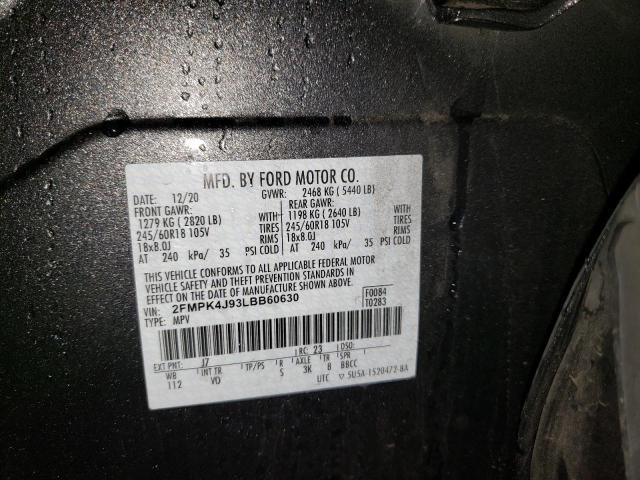 MFD. BY FORD MOTOR CO.
DATE: 12/20 GVWR: 2468 KG ( 5440 LB)
FRONT GAWR: REAR GAWR:
1279 KG ( 2820 LB) WITH 1198 KG ( 2640 LB) WITH
245/60R18 105V TIRES 245/60R18 105V TIRES
18x8.0J RIMS 18x8.0J RIMS
AT 240 kPa/ 35 PSI COLD AT 240 kPa/ 35 PSI COLD
THIS VEHICLE CONFORMS TO ALL APPLICABLE FEDERAL MOTOR
VEHICLE SAFETY AND THEFT PREVENTION STANDARDS IN
EFFECT ON THE DATE OF MANUFACTURE SHOWN ABOVE.
VIN: 2FMPK4J93LBB60630 F0084
TYPE: MPV T0283
EXT PNT: J7 RC: 23 DSO:
WB INT TR TP/PS R AXLE TR SPR
112 VD S 3K B BBCC
UTC ▽ 5U5A-1520472-BA